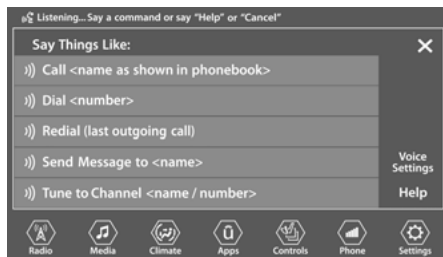 Listening... Say a command or say "Help" or "Cancel"
Say Things Like:
Call <name as shown in phonebook>
Dial <number>
Redial (last outgoing call)
Send Message to <name>
Tune to Channel <name / number>
Voice
Settings
Help
Radio Media Climate Apps Controls Phone Settings